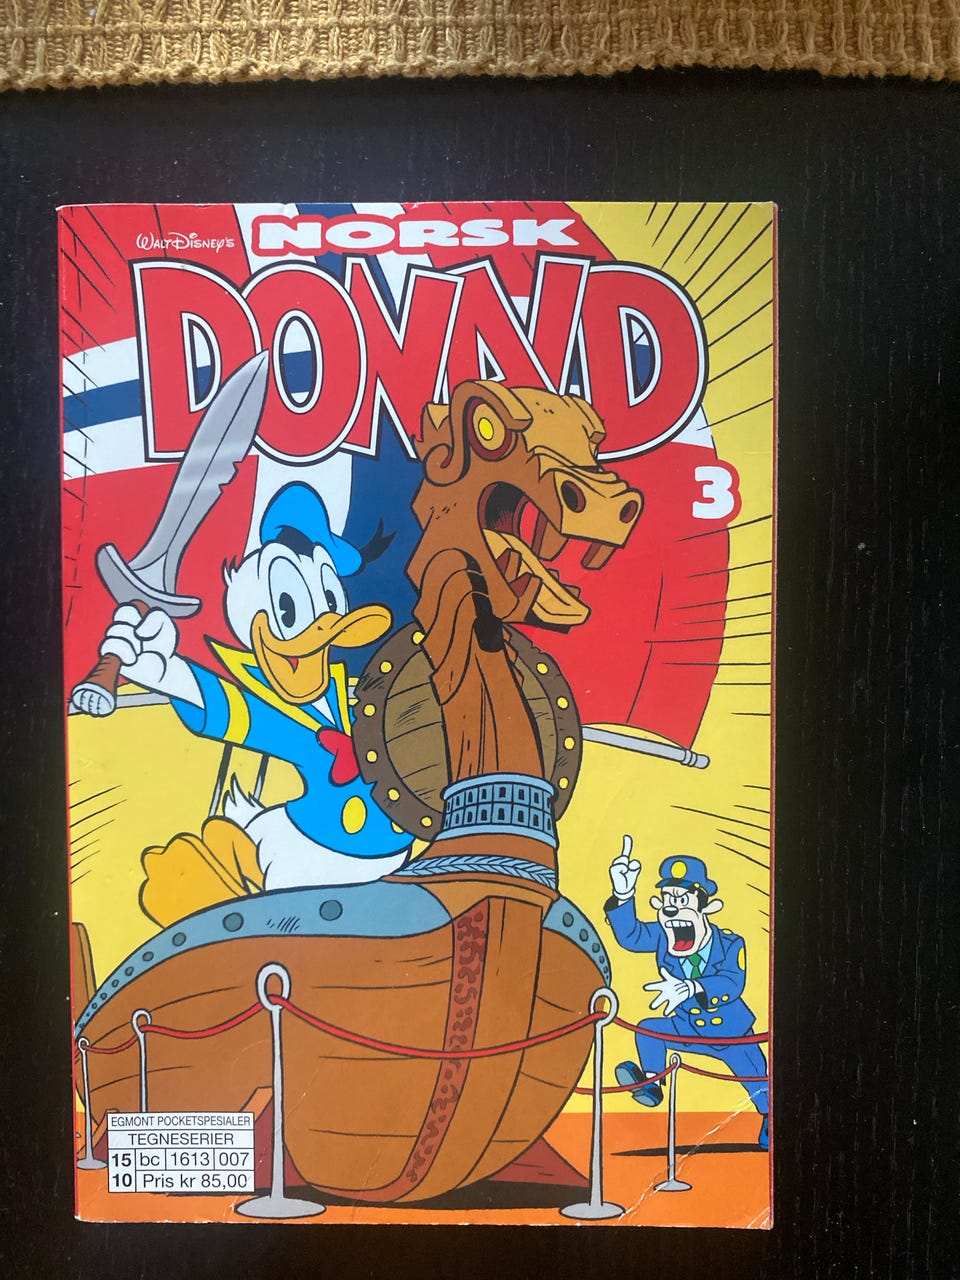 WALT DISNEY'S
NORSK
DONALD
3
EGMONT POCKETSPESIALER
TEGNESERIER
15 bc 1613 007
10 Pris kr 85,00